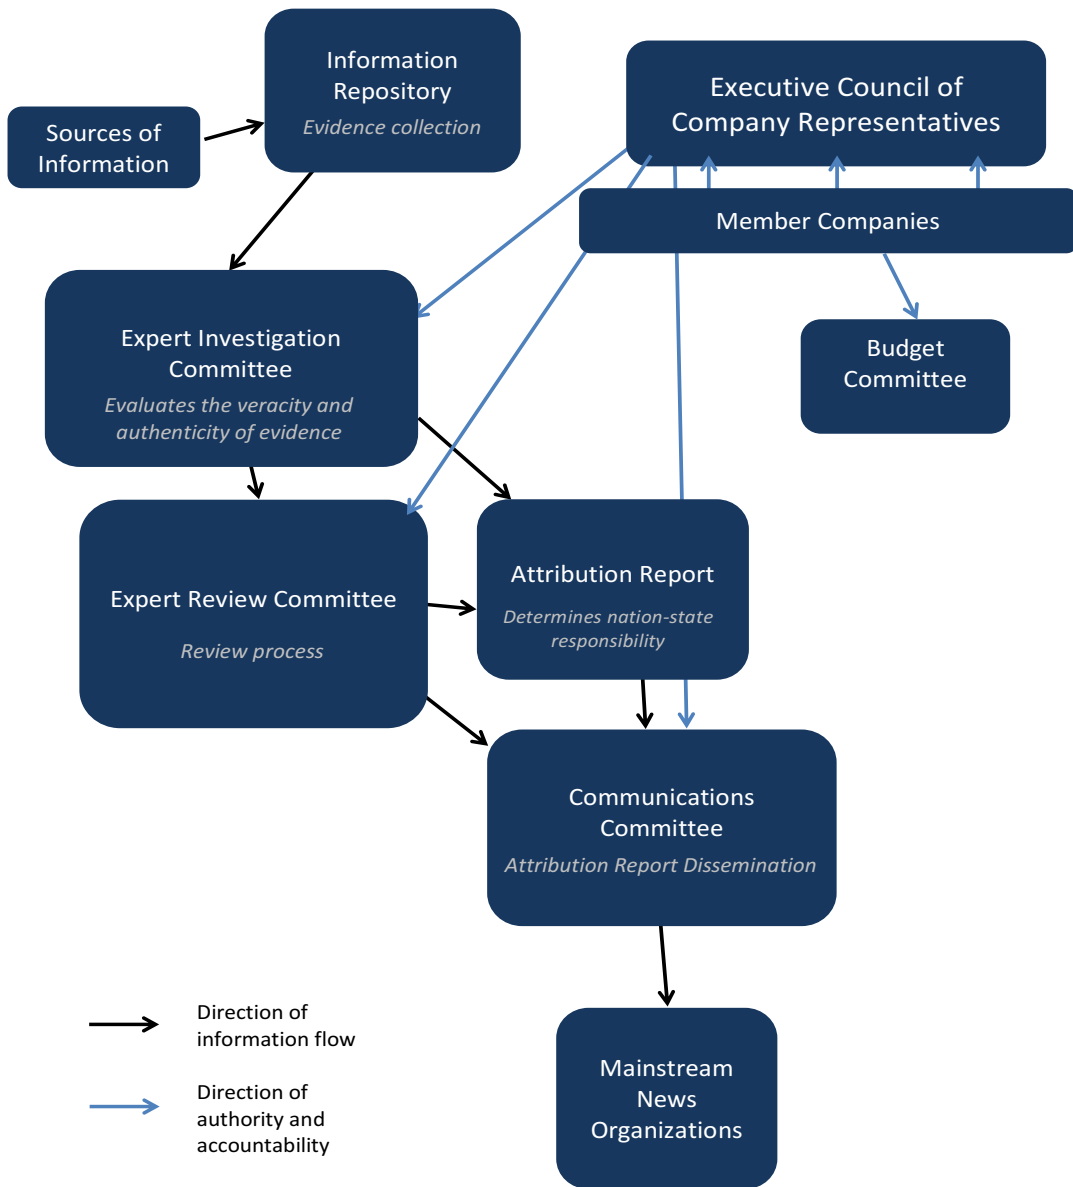 Information
Repository
Evidence collection
Sources of
Information
Executive Council of
Company Representatives
Member Companies
Expert Investigation
Committee
Evaluates the veracity and
authenticity of evidence
Budget
Committee
Expert Review Committee
Review process
Attribution Report
Determines nation-state
responsibility
Communications
Committee
Attribution Report Dissemination
Direction of
information flow
Direction of
authority and
accountability
Mainstream
News
Organizations